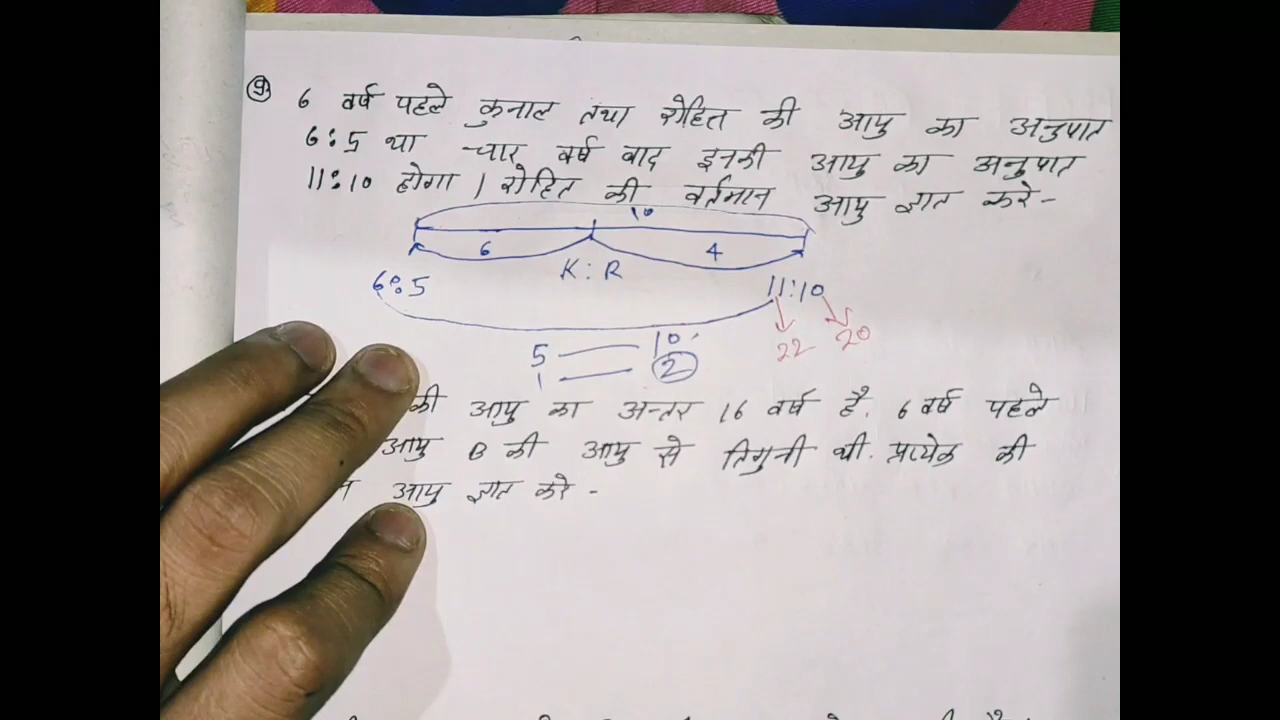 9 6 वर्ष पहले कुनाल तथा रोहित की आयु का अनुपात
6:5 था चार वर्ष बाद इनकी आयु का अनुपात
11:10 होगा । रोहित की वर्तमान आयु ज्ञात करे-
10
6 4
K : R
6:5 11:10
22 20
5 — 10
1 — 2
की आयु का अन्तर 16 वर्ष है. 6 वर्ष पहले
आयु B की आयु से तिगुनी थी. प्रत्येक की
आयु ज्ञात करे -